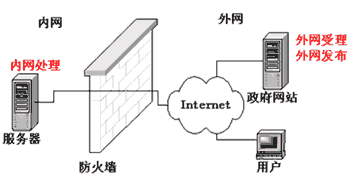 内网
外网
内网处理
外网受理
外网发布
Internet
服务器
政府网站
防火墙
用户